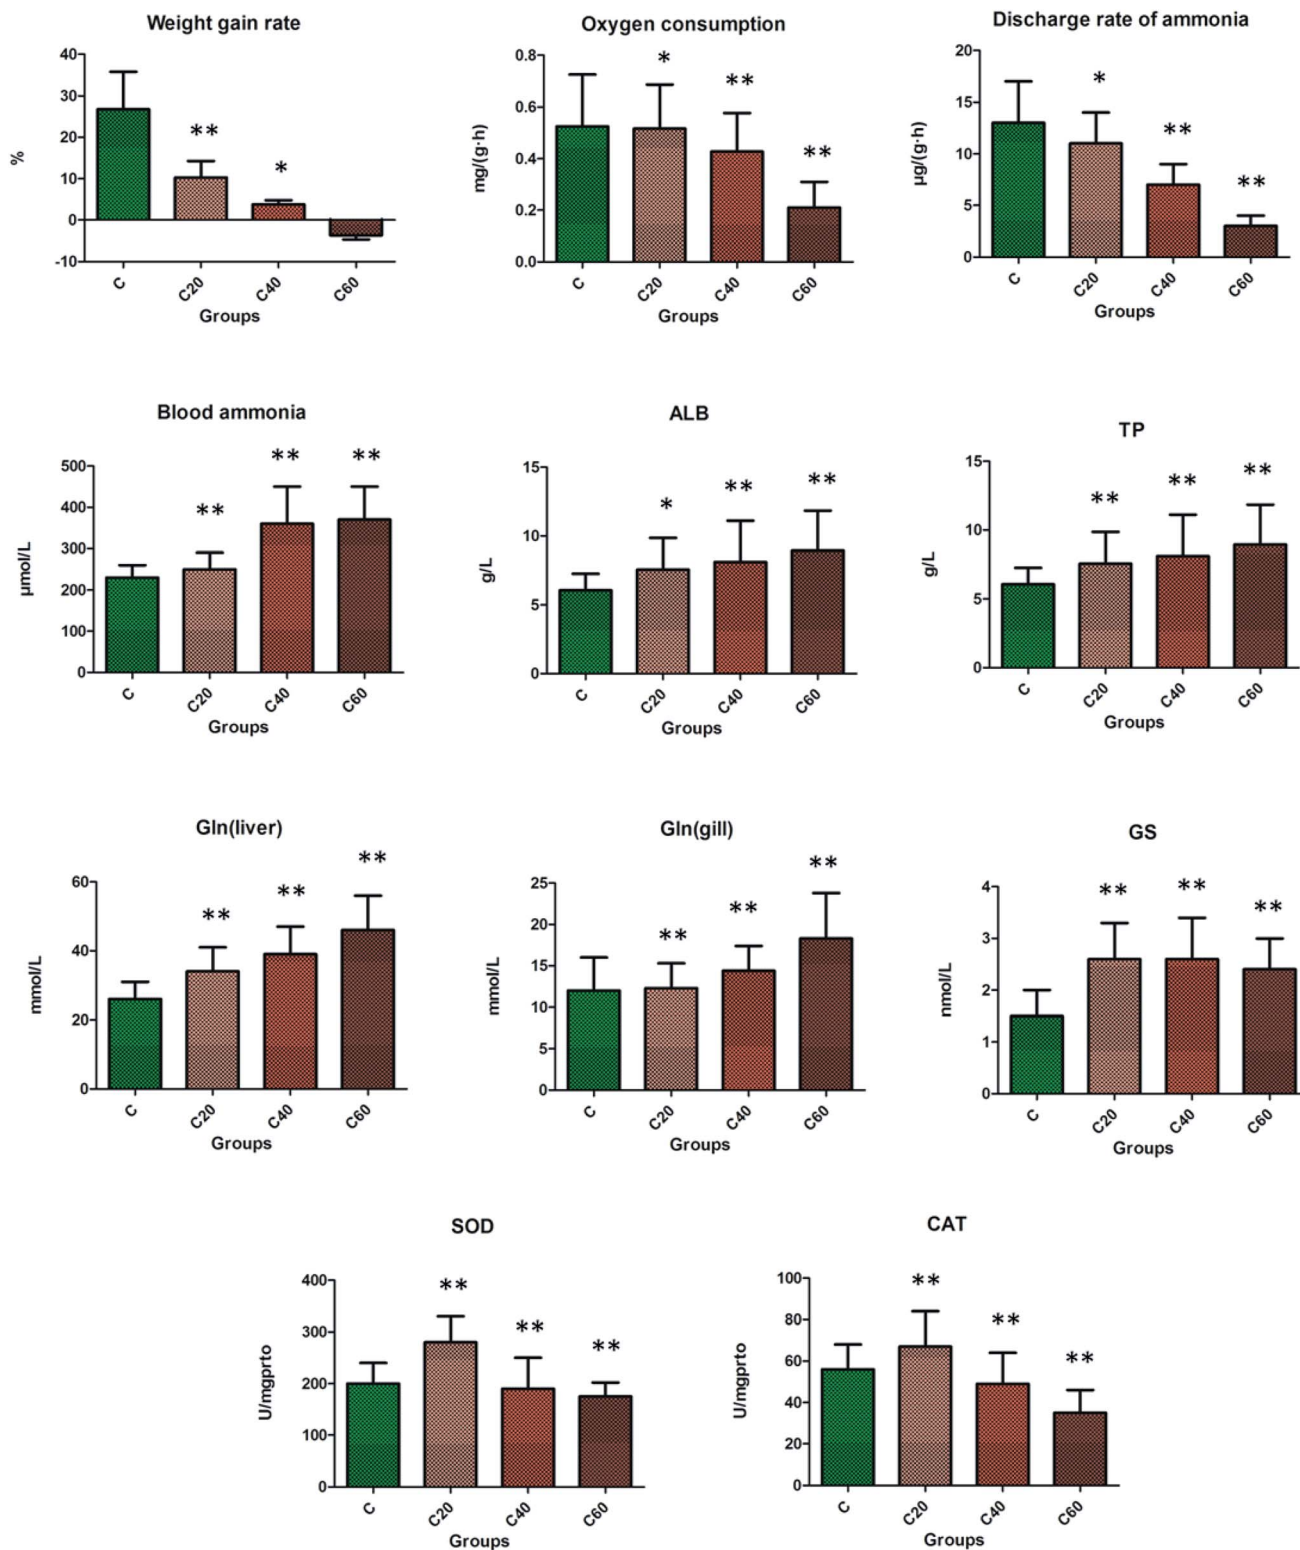 Weight gain rate
%
40
30
20
10
0
-10
**
*
C
C20
C40
C60
Groups
Oxygen consumption
mg/(g·h)
0.8
0.6
0.4
0.2
0.0
*
**
**
C
C20
C40
C60
Groups
Discharge rate of ammonia
μg/(g·h)
20
15
10
5
0
*
**
**
C
C20
C40
C60
Groups
Blood ammonia
μmol/L
500
400
300
200
100
0
**
**
**
C
C20
C40
C60
Groups
ALB
g/L
15
10
5
0
*
**
**
C
C20
C40
C60
Groups
TP
g/L
15
10
5
0
**
**
**
C
C20
C40
C60
Groups
Gln(liver)
mmol/L
60
40
20
0
**
**
**
C
C20
C40
C60
Groups
Gln(gill)
mmol/L
25
20
15
10
5
0
**
**
**
C
C20
C40
C60
Groups
GS
nmol/L
4
3
2
1
0
**
**
**
C
C20
C40
C60
Groups
SOD
U/mgprto
400
300
200
100
0
**
**
**
C
C20
C40
C60
Groups
CAT
U/mgprto
100
80
60
40
20
0
**
**
**
C
C20
C40
C60
Groups